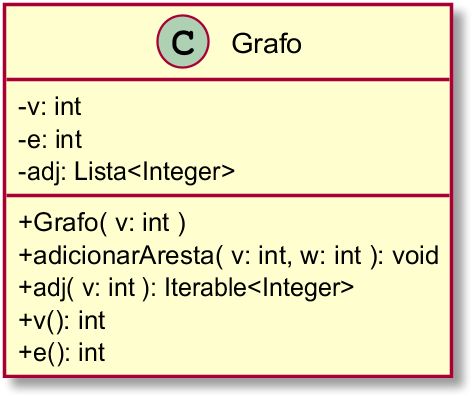 C Grafo
-v: int
-e: int
-adj: Lista<Integer>
+Grafo( v: int )
+adicionarAresta( v: int, w: int ): void
+adj( v: int ): Iterable<Integer>
+v(): int
+e(): int